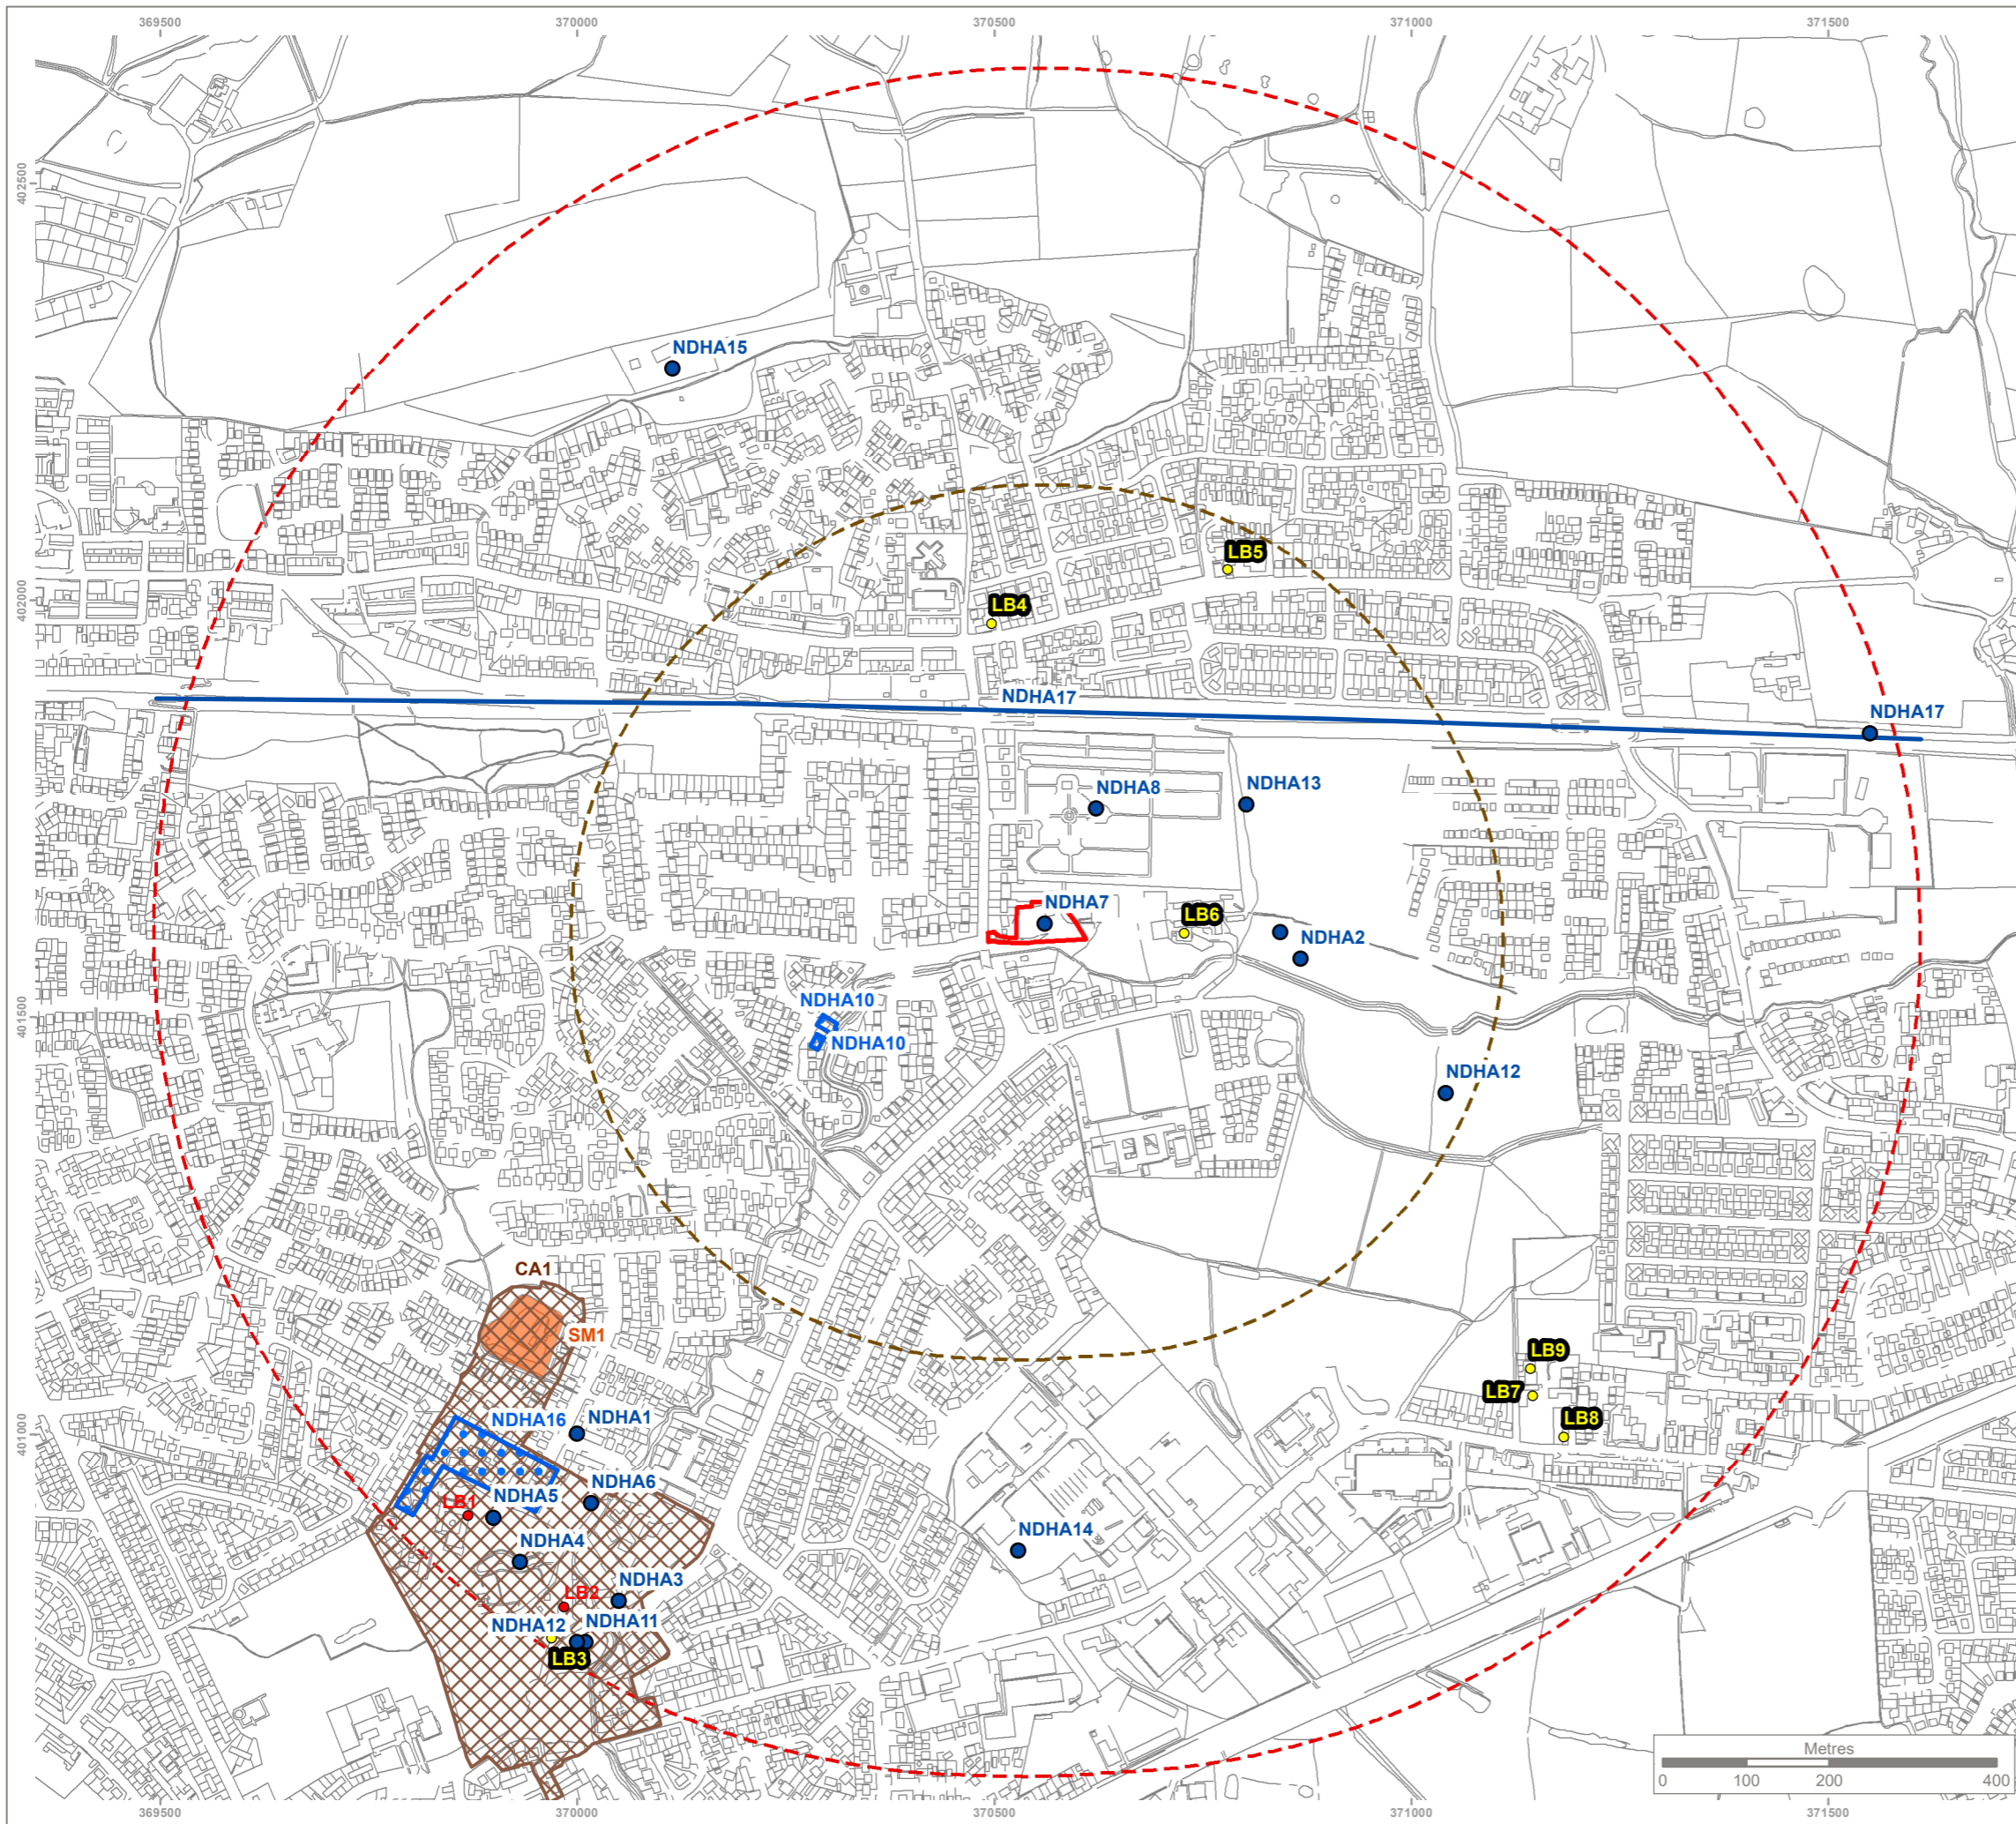 369500 370000 370500 371000 371500
402500
NDHA15
LB5
402000
LB4
NDHA17
NDHA17
NDHA8
NDHA13
NDHA7
LB6
NDHA2
NDHA10
401500
NDHA10
NDHA12
CA1
SM1
LB9
LB7
LB8
NDHA16
NDHA1
401000
NDHA6
NDHA5
LB1
NDHA4
NDHA14
NDHA3
LB2
NDHA12
NDHA11
LB3
Metres
0 100 200 400
369500 370000 370500 371000 371500